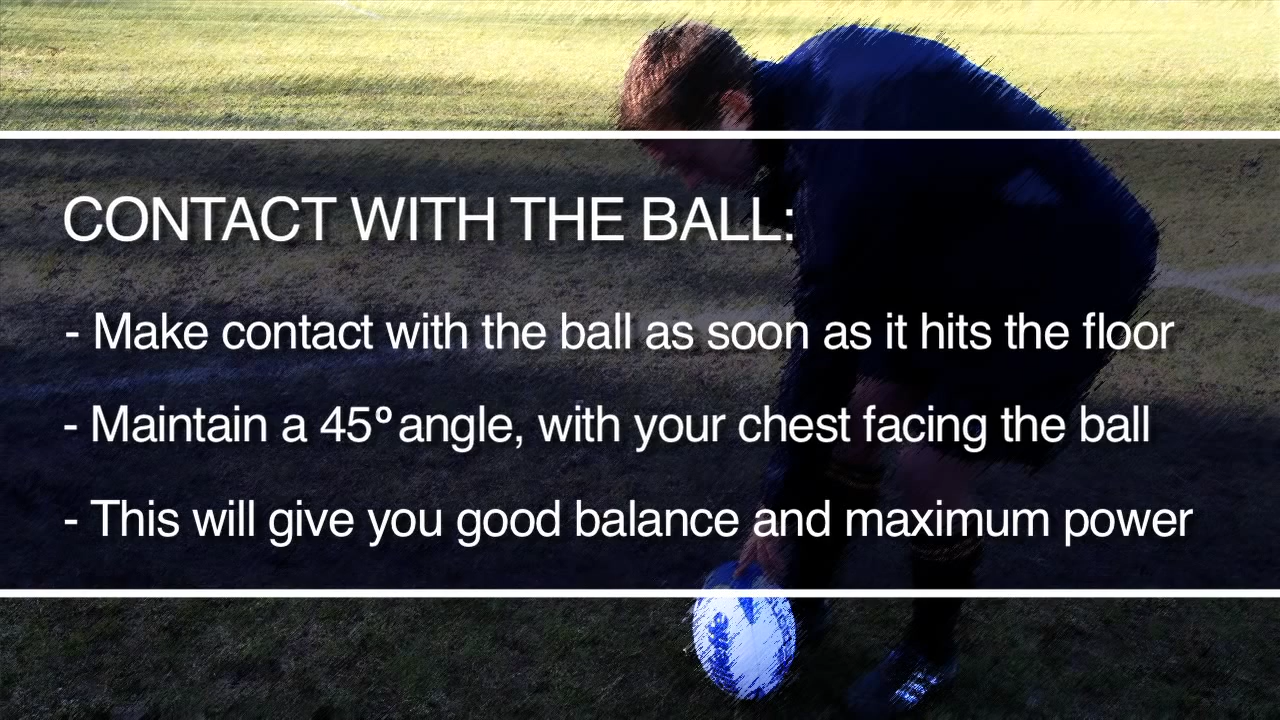 CONTACT WITH THE BALL:
- Make contact with the ball as soon as it hits the floor
- Maintain a 45º angle, with your chest facing the ball
- This will give you good balance and maximum power